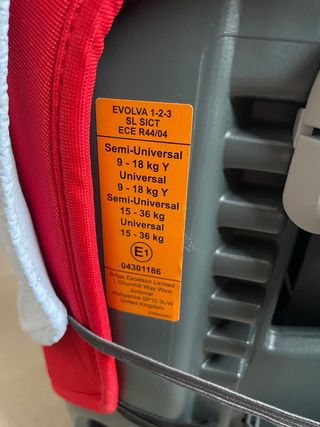 EVOLVA 1-2-3
SL SICT
ECE R44/04
Semi-Universal
9 - 18 kg Y
Universal
9 - 18 kg Y
Semi-Universal
15 - 36 kg
Universal
15 - 36 kg
E1
04301186
Britax Excelsior Limited
1 Churchill Way West
Andover
Hampshire SP10 3UW
United Kingdom